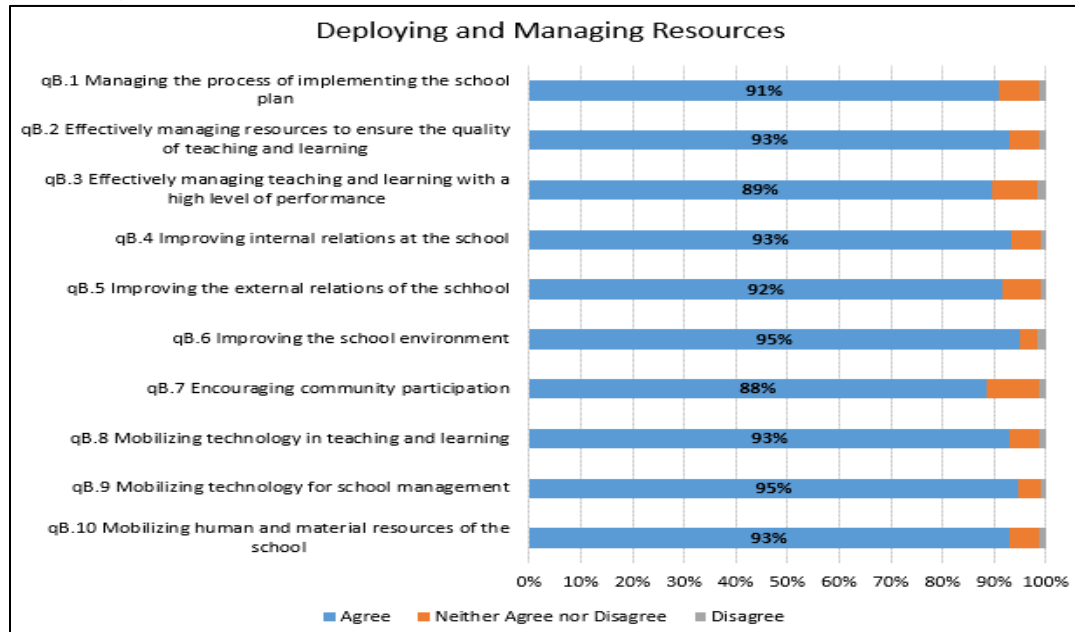 Deploying and Managing Resources
qB.1 Managing the process of implementing the school
plan
91%
qB.2 Effectively managing resources to ensure the quality
of teaching and learning
93%
qB.3 Effectively managing teaching and learning with a
high level of performance
89%
qB.4 Improving internal relations at the school
93%
qB.5 Improving the external relations of the schhool
92%
qB.6 Improving the school environment
95%
qB.7 Encouraging community participation
88%
qB.8 Mobilizing technology in teaching and learning
93%
qB.9 Mobilizing technology for school management
95%
qB.10 Mobilizing human and material resources of the
school
93%
0% 10% 20% 30% 40% 50% 60% 70% 80% 90% 100%
Agree Neither Agree nor Disagree Disagree